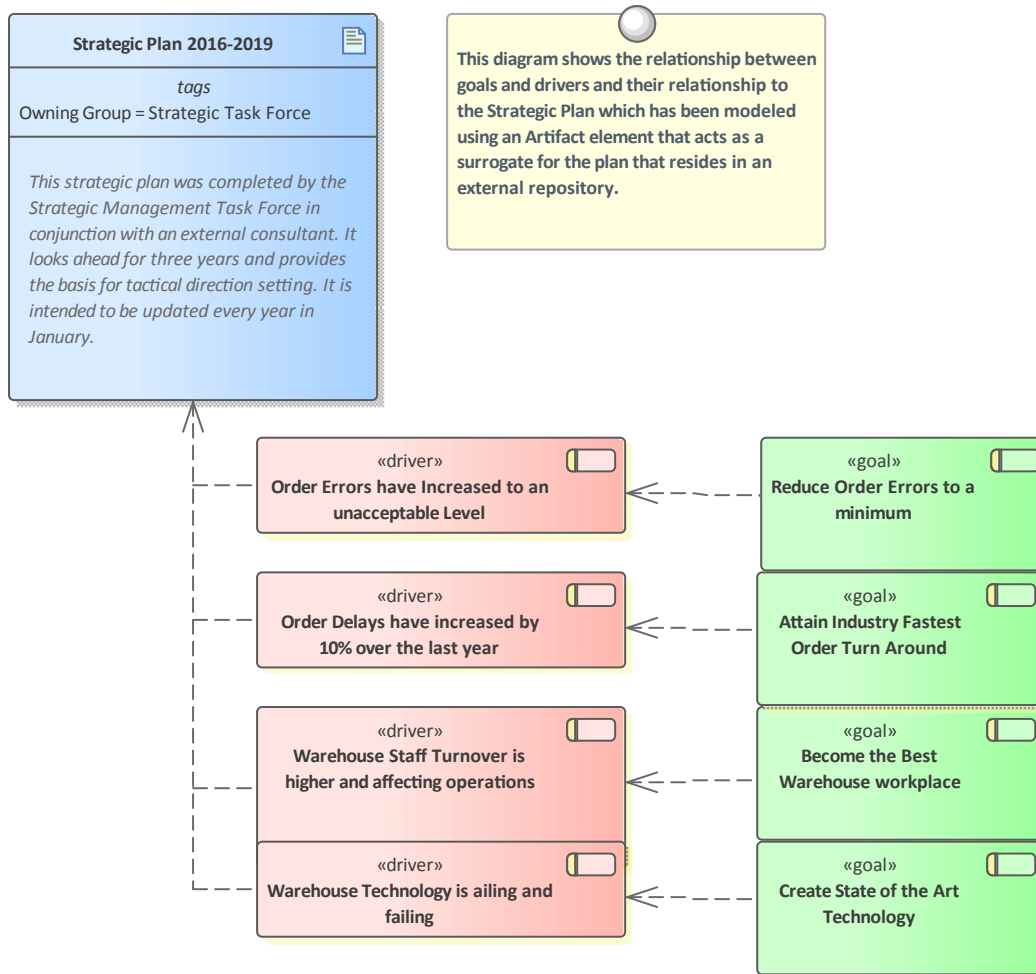 Strategic Plan 2016-2019
tags
Owning Group = Strategic Task Force
This strategic plan was completed by the
Strategic Management Task Force in
conjunction with an external consultant. It
looks ahead for three years and provides
the basis for tactical direction setting. It is
intended to be updated every year in
January.
This diagram shows the relationship between
goals and drivers and their relationship to
the Strategic Plan which has been modeled
using an Artifact element that acts as a
surrogate for the plan that resides in an
external repository.
«driver»
Order Errors have Increased to an
unacceptable Level
«goal»
Reduce Order Errors to a
minimum
«driver»
Order Delays have increased by
10% over the last year
«goal»
Attain Industry Fastest
Order Turn Around
«driver»
Warehouse Staff Turnover is
higher and affecting operations
«goal»
Become the Best
Warehouse workplace
«driver»
Warehouse Technology is ailing and
failing
«goal»
Create State of the Art
Technology